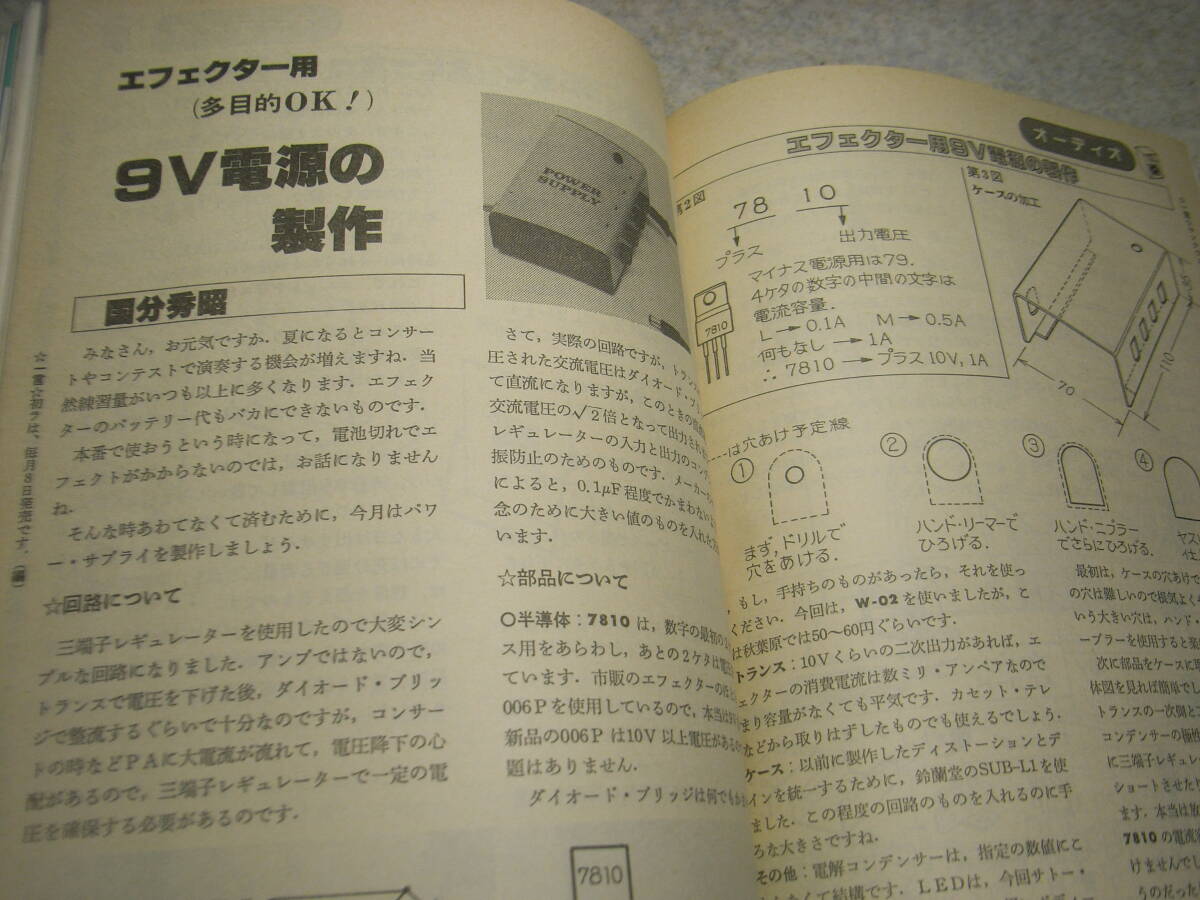 エフェクター用
(多目的OK!)
9V電源の
製作
国分秀昭
みなさん，お元気ですか．夏になるとコンサー
トやコンテストで演奏する機会が増えますね．当
然練習量がいつも以上に多くなります．エフェク
ターのバッテリー代もバカにできないものです．
本番で使おうという時になって，電池切れでエ
フェクトがかからないのでは，お話になりません
ね．
そんな時あわてなくて済むために，今月はパワ
ー・サプライを製作しましょう．
☆回路について
三端子レギュレーターを使用したので大変シン
プルな回路になりました．アンプではないので，
トランスで電圧を下げた後，ダイオード・ブリッ
ジで整流するぐらいで十分なのですが，コンサー
トの時などPAに大電流が流れて，電圧降下の心
配があるので，三端子レギュレーターで一定の電
圧を確保する必要があるのです．
☆一言☆初ラは、毎月8日発売です。(編)
POWER
SUPPLY
さて，実際の回路ですが，トランス
圧された交流電圧はダイオード・ブ
て直流になりますが，このときの
交流電圧の√2倍となって出力され
レギュレーターの入力と出力のコン
振防止のためのものです．メーカー
によると，0.1μF程度でかまわない
念のために大きい値のものを入れた
います．
☆部品について
○半導体：7810は，数字の最初の
ス用をあらわし，あとの2ケタは電
ています．市販のエフェクターの
006Pを使用しているので，本当は
新品の006Pは10V以上電圧がある
題はありません．
ダイオード・ブリッジは何でも
7810
オーディオ
エフェクター用9V電源の製作
第2図
78 10
プラス
出力電圧
マイナス電源用は79．
4ケタの数字の中間の文字は
電流容量．
L→0.1A M→0.5A
何もなし→1A
∴7810→プラス10V，1A
7810
第3図
ケースの加工
70
110
----は穴あけ予定線
①
まず，ドリルで
穴をあける．
②
ハンド・リーマーで
ひろげる．
③
ハンド・ニブラー
でさらにひろげる．
④
ヤス
，もし，手持ちのものがあったら，それを使っ
ください．今回は，W-02を使いましたが，と
は秋葉原では50〜60円ぐらいです．
トランス：10Vくらいの二次出力があれば，エ
ェクターの消費電流は数ミリ・アンペアなので
まり容量がなくても平気です．カセット・テレ
などから取りはずしたものでも使えるでしょう．
ケース：以前に製作したディストーションとデ
インを統一するために，鈴蘭堂のSUB-L1を使
ました．この程度の回路のものを入れるのに手
ろな大きさですね．
その他：電解コンデンサーは，指定の数値にこ
なくて結構です．LEDは，今回サトー・
最初は，ケースの穴あけで
の穴は難しいので根気よく
いう大きい穴は，ハンド・
ーブラーを使用すると楽
次に部品をケースに
体図を見れば簡単でし
トランスの一次側と
コンデンサーの極性
に三端子レギュレ
ショートさせたり
ます．本当は
7810の電流
けませんでし
うのだった